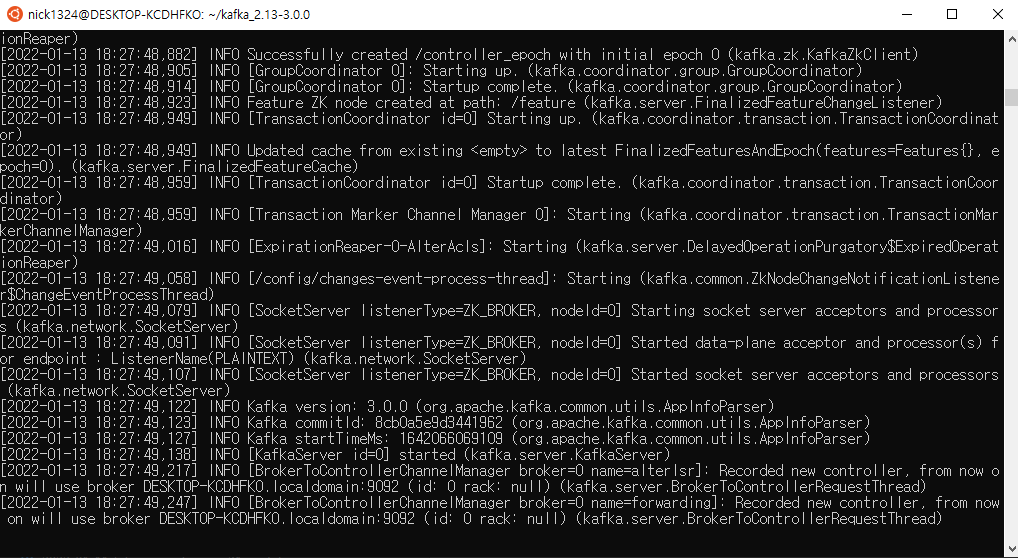 nick1324@DESKTOP-KCDHFKO: ~/kafka_2.13-3.0.0
ionReaper)
[2022-01-13 18:27:48,882] INFO Successfully created /controller_epoch with initial epoch 0 (kafka.zk.KafkaZkClient)
[2022-01-13 18:27:48,905] INFO [GroupCoordinator 0]: Starting up. (kafka.coordinator.group.GroupCoordinator)
[2022-01-13 18:27:48,914] INFO [GroupCoordinator 0]: Startup complete. (kafka.coordinator.group.GroupCoordinator)
[2022-01-13 18:27:48,923] INFO Feature ZK node created at path: /feature (kafka.server.FinalizedFeatureChangeListener)
[2022-01-13 18:27:48,949] INFO [TransactionCoordinator id=0] Starting up. (kafka.coordinator.transaction.TransactionCoordinat
or)
[2022-01-13 18:27:48,949] INFO Updated cache from existing <empty> to latest FinalizedFeaturesAndEpoch(features=Features{}, e
poch=0). (kafka.server.FinalizedFeatureCache)
[2022-01-13 18:27:48,959] INFO [TransactionCoordinator id=0] Startup complete. (kafka.coordinator.transaction.TransactionCoor
dinator)
[2022-01-13 18:27:48,959] INFO [Transaction Marker Channel Manager 0]: Starting (kafka.coordinator.transaction.TransactionMar
kerChannelManager)
[2022-01-13 18:27:49,016] INFO [ExpirationReaper-0-AlterAcls]: Starting (kafka.server.DelayedOperationPurgatory$ExpiredOperat
ionReaper)
[2022-01-13 18:27:49,058] INFO [/config/changes-event-process-thread]: Starting (kafka.common.ZkNodeChangeNotificationListene
r$ChangeEventProcessThread)
[2022-01-13 18:27:49,079] INFO [SocketServer listenerType=ZK_BROKER, nodeId=0] Starting socket server acceptors and processor
s (kafka.network.SocketServer)
[2022-01-13 18:27:49,091] INFO [SocketServer listenerType=ZK_BROKER, nodeId=0] Started data-plane acceptor and processor(s) f
or endpoint : ListenerName(PLAINTEXT) (kafka.network.SocketServer)
[2022-01-13 18:27:49,107] INFO [SocketServer listenerType=ZK_BROKER, nodeId=0] Started socket server acceptors and processors
 (kafka.network.SocketServer)
[2022-01-13 18:27:49,122] INFO Kafka version: 3.0.0 (org.apache.kafka.common.utils.AppInfoParser)
[2022-01-13 18:27:49,123] INFO Kafka commitId: 8cb0a5e9d3441962 (org.apache.kafka.common.utils.AppInfoParser)
[2022-01-13 18:27:49,127] INFO Kafka startTimeMs: 1642066069109 (org.apache.kafka.common.utils.AppInfoParser)
[2022-01-13 18:27:49,138] INFO [KafkaServer id=0] started (kafka.server.KafkaServer)
[2022-01-13 18:27:49,217] INFO [BrokerToControllerChannelManager broker=0 name=alterIsr]: Recorded new controller, from now o
n will use broker DESKTOP-KCDHFKO.localdomain:9092 (id: 0 rack: null) (kafka.server.BrokerToControllerRequestThread)
[2022-01-13 18:27:49,247] INFO [BrokerToControllerChannelManager broker=0 name=forwarding]: Recorded new controller, from now
 on will use broker DESKTOP-KCDHFKO.localdomain:9092 (id: 0 rack: null) (kafka.server.BrokerToControllerRequestThread)